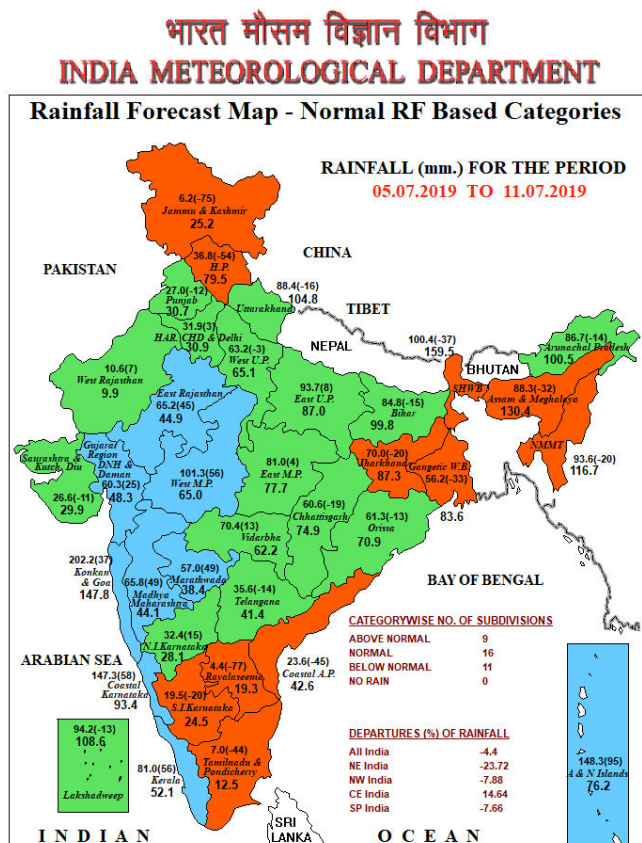 भारत मौसम विज्ञान विभाग
INDIA METEOROLOGICAL DEPARTMENT
Rainfall Forecast Map - Normal RF Based Categories
RAINFALL (mm.) FOR THE PERIOD
05.07.2019 TO 11.07.2019
6.2(-75)
Jammu & Kashmir
25.2
36.8(-54)
H.P.
79.5
CHINA
PAKISTAN
27.0(-12)
Punjab
30.7
88.4(-16)
104.8
Uttarakhand
TIBET
31.9(3)
HAR. CHD & Delhi
30.9
63.2(-3)
West U.P.
65.1
NEPAL
100.4(-37)
159.5
BHUTAN
86.7(-14)
Arunachal Pradesh
100.5
10.6(7)
West Rajasthan
9.9
East Rajasthan
65.2(45)
44.9
93.7(8)
East U.P.
87.0
84.8(-15)
Bihar
99.8
SHWB
88.3(-32)
Assam & Meghalaya
130.4
NMMT
93.6(-20)
116.7
Saurashtra &
Kutch, Diu
26.6(-11)
29.9
Gujarat
Region
DNH &
Daman
60.3(25)
48.3
101.3(56)
West M.P.
65.0
81.0(4)
East M.P.
77.7
70.0(-20)
Jharkhand
87.3
Gangetic W.B.
56.2(-33)
83.6
60.6(-19)
Chhattisgarh
74.9
61.3(-13)
Orissa
70.9
70.4(13)
Vidarbha
62.2
202.2(37)
Konkan
& Goa
147.8
65.8(49)
Madhya
Maharashtra
44.1
57.0(49)
Marathwada
38.4
35.6(-14)
Telangana
41.4
BAY OF BENGAL
32.4(15)
N.I.Karnataka
28.1
ARABIAN SEA
147.3(58)
Coastal
Karnataka
93.4
4.4(-77)
Rayalaseema
19.3
23.6(-45)
Coastal A.P.
42.6
19.5(-20)
S.I.Karnataka
24.5
CATEGORYWISE NO. OF SUBDIVISIONS
ABOVE NORMAL 9
NORMAL 16
BELOW NORMAL 11
NO RAIN 0
94.2(-13)
108.6
Lakshadweep
7.0(-44)
Tamilnadu &
Pondicherry
12.5
81.0(56)
Kerala
52.1
DEPARTURES (%) OF RAINFALL
All India -4.4
NE India -23.72
NW India -7.88
CE India 14.64
SP India -7.66
148.3(95)
A & N Islands
76.2
SRI
LANKA
INDIAN OCEAN